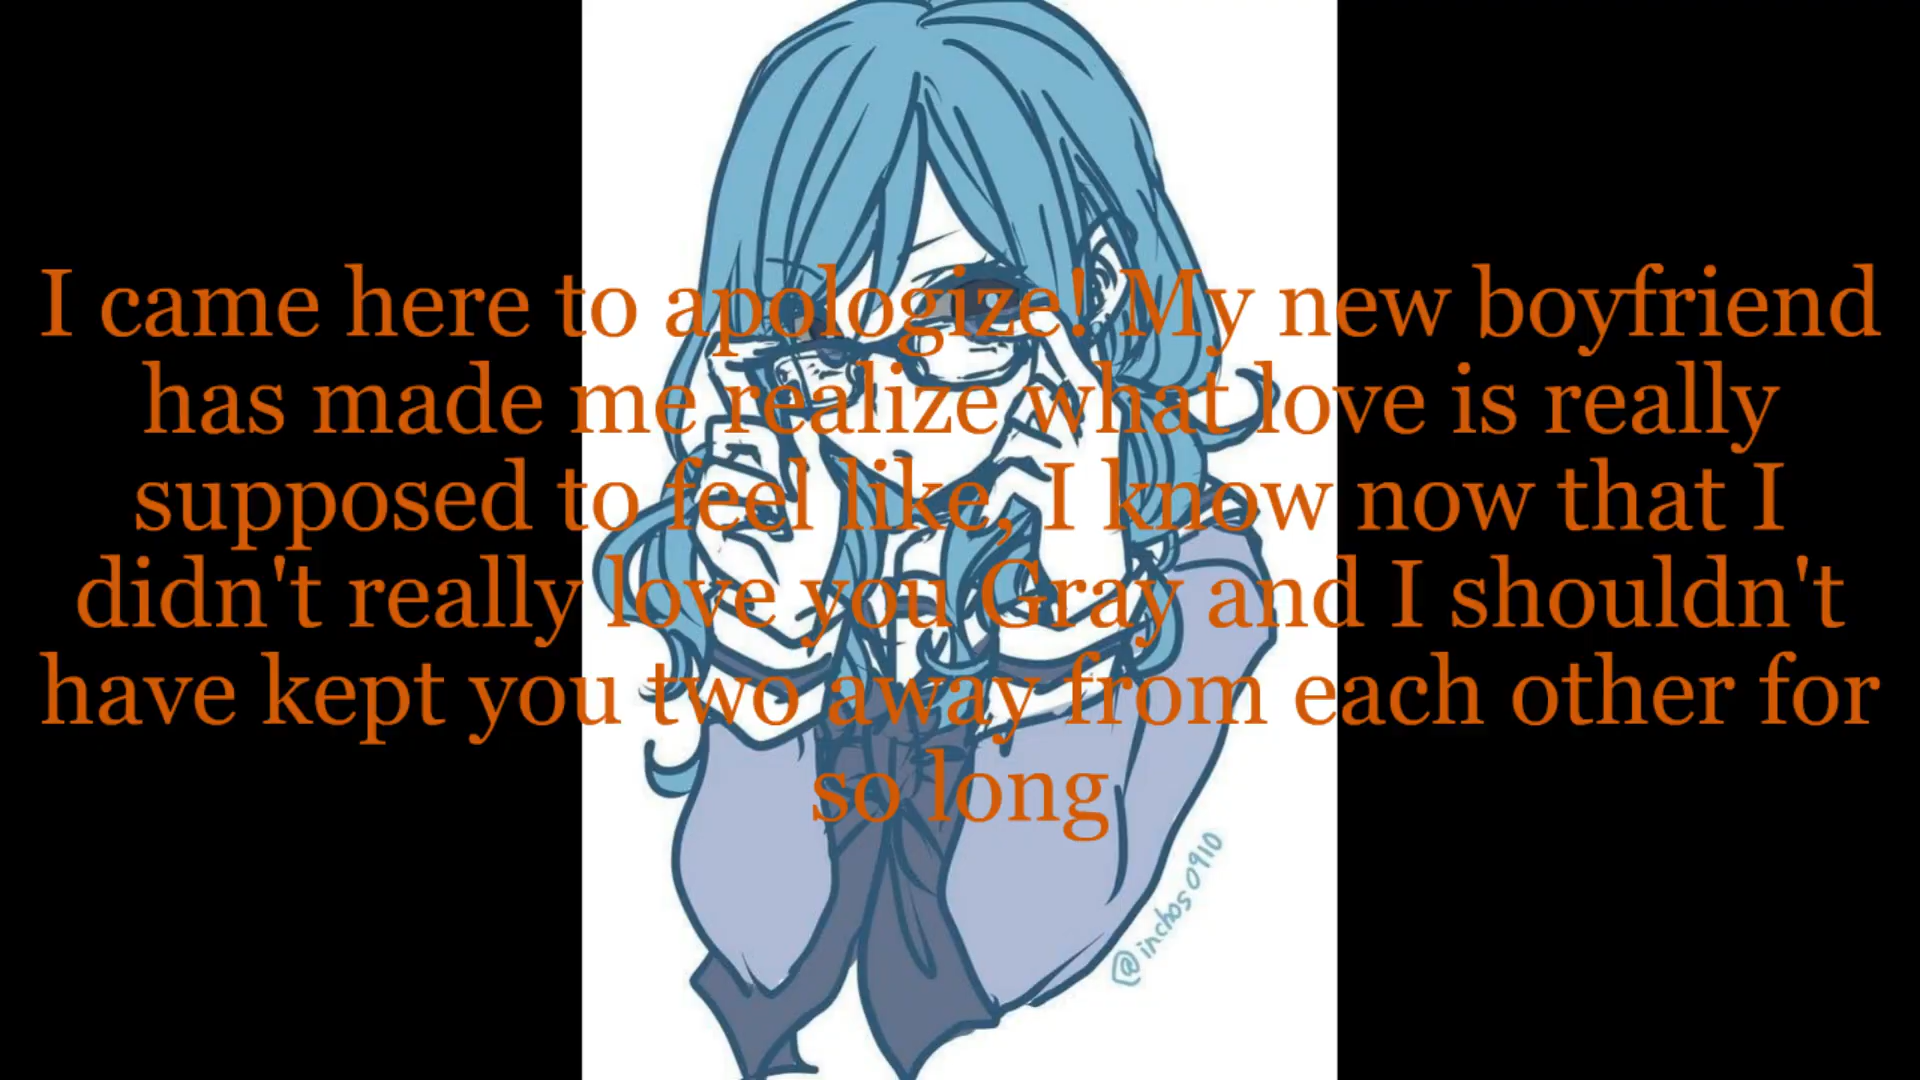 I came here to apologize! My new boyfriend
has made me realize what love is really
supposed to feel like, I know now that I
didn't really love you Gray and I shouldn't
have kept you two away from each other for
so long
@inchos0910